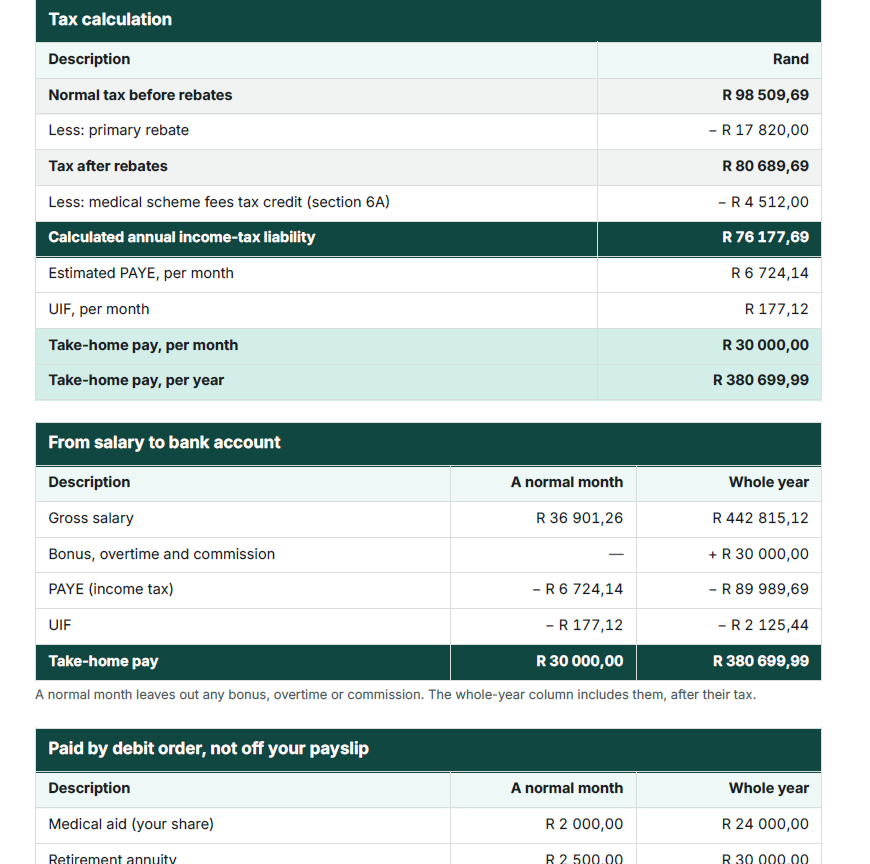 Tax calculation
Description Rand
Normal tax before rebates R 98 509,69
Less: primary rebate − R 17 820,00
Tax after rebates R 80 689,69
Less: medical scheme fees tax credit (section 6A) − R 4 512,00
Calculated annual income-tax liability R 76 177,69
Estimated PAYE, per month R 6 724,14
UIF, per month R 177,12
Take-home pay, per month R 30 000,00
Take-home pay, per year R 380 699,99
From salary to bank account
Description A normal month Whole year
Gross salary R 36 901,26 R 442 815,12
Bonus, overtime and commission — + R 30 000,00
PAYE (income tax) − R 6 724,14 − R 89 989,69
UIF − R 177,12 − R 2 125,44
Take-home pay R 30 000,00 R 380 699,99
A normal month leaves out any bonus, overtime or commission. The whole-year column includes them, after their tax.
Paid by debit order, not off your payslip
Description A normal month Whole year
Medical aid (your share) R 2 000,00 R 24 000,00
Retirement annuity R 2 500,00 R 30 000,00